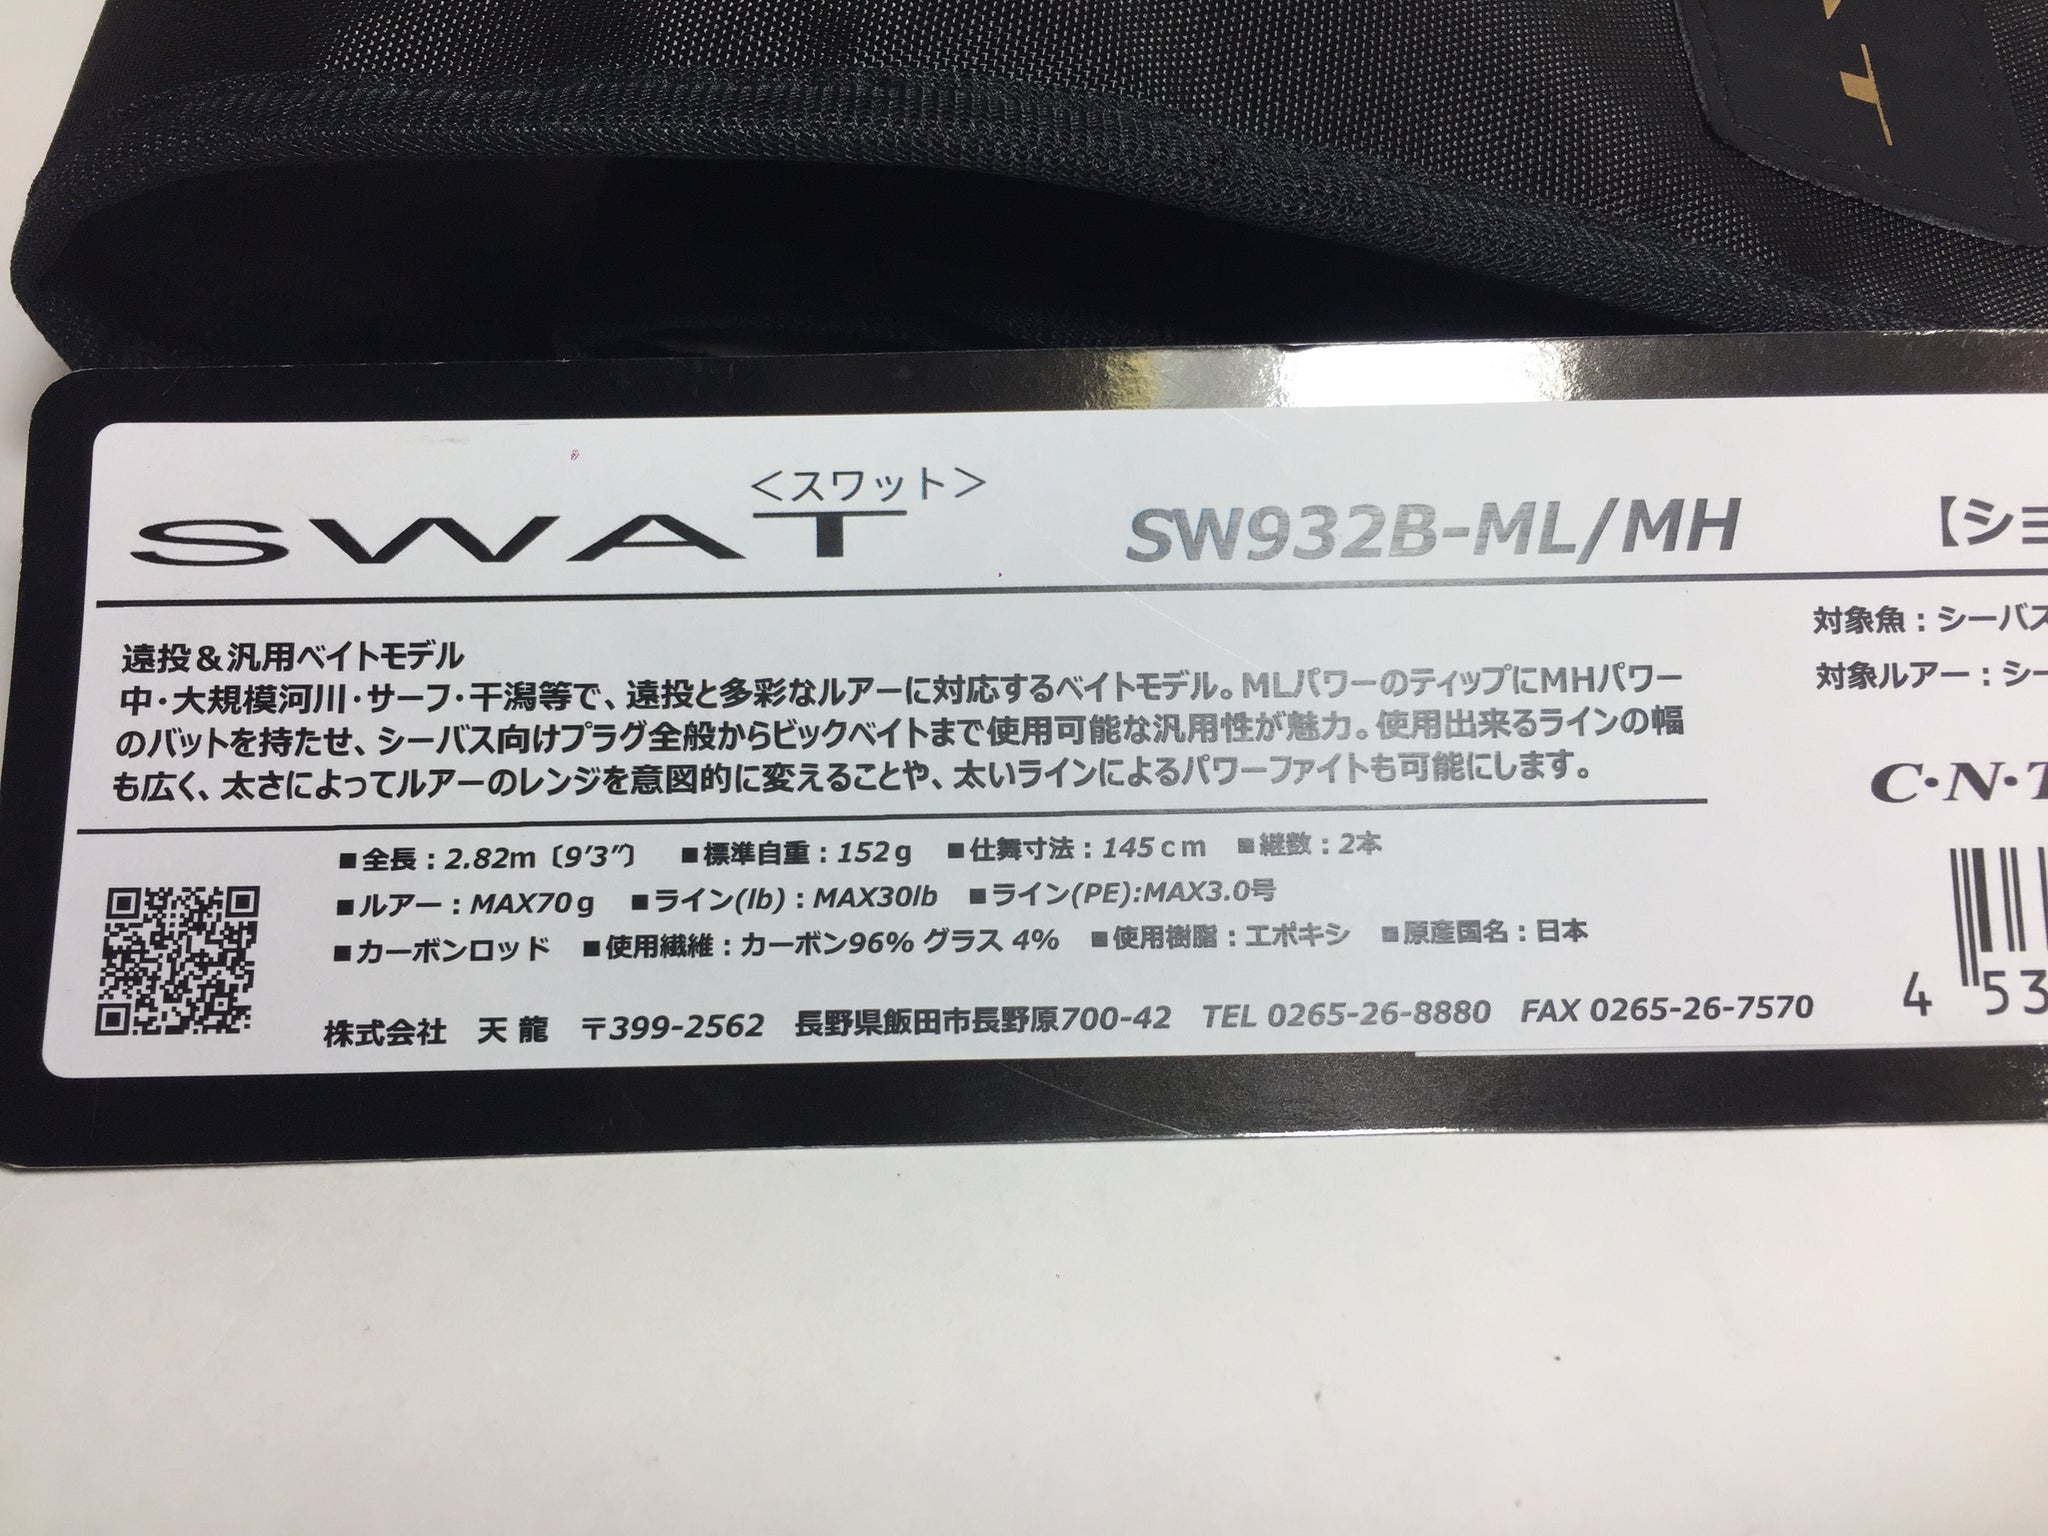 <スワット>
SWAT SW932B-ML/MH 【ショ
遠投＆汎用ベイトモデル
中・大規模河川・サーフ・干潟等で、遠投と多彩なルアーに対応するベイトモデル。MLパワーのティップにMHパワー
のバットを持たせ、シーバス向けプラグ全般からビックベイトまで使用可能な汎用性が魅力。使用出来るラインの幅
も広く、太さによってルアーのレンジを意図的に変えることや、太いラインによるパワーファイトも可能にします。
対象魚：シーバス
対象ルアー：シー
C・N・T
■全長：2.82m〔9'3"〕 ■標準自重：152g ■仕舞寸法：145cm ■継数：2本
■ルアー：MAX70g ■ライン(lb)：MAX30lb ■ライン(PE):MAX3.0号
■カーボンロッド ■使用繊維：カーボン96% グラス 4% ■使用樹脂：エポキシ ■原産国名：日本
株式会社 天龍 〒399-2562 長野県飯田市長野原700-42 TEL 0265-26-8880 FAX 0265-26-7570
4 53